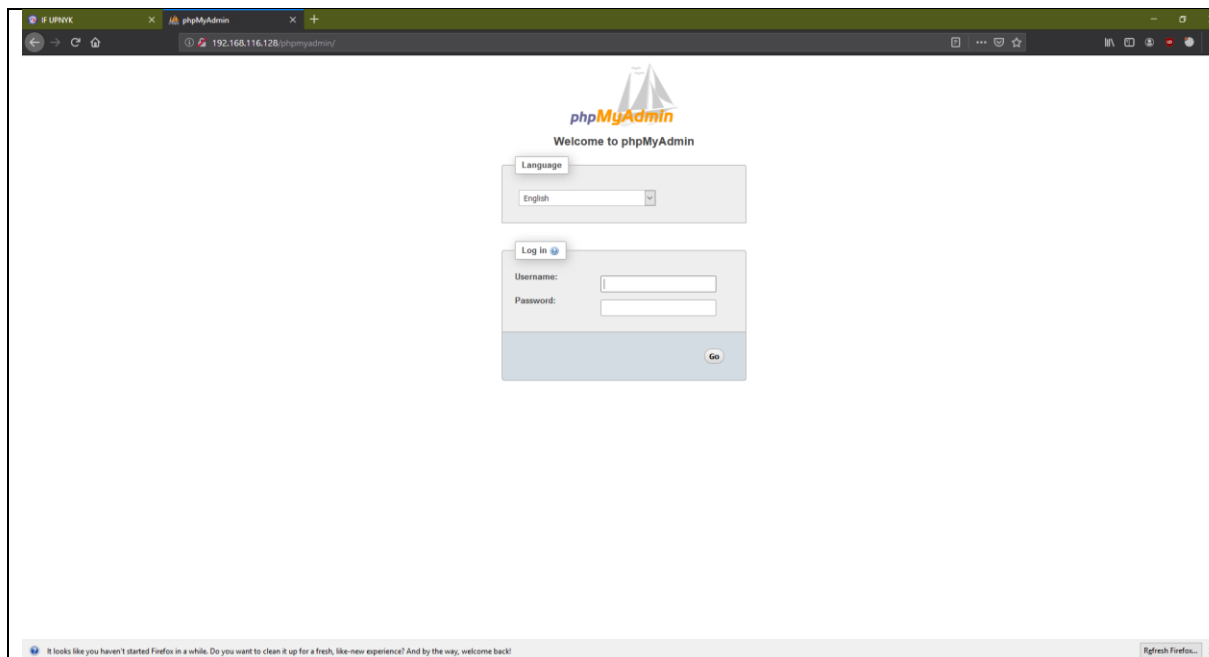 IF UPNYK
phpMyAdmin
192.168.116.128/phpmyadmin/
phpMyAdmin
Welcome to phpMyAdmin
Language
English
Log in
Username:
Password:
Go
It looks like you haven't started Firefox in a while. Do you want to clean it up for a fresh, like-new experience? And by the way, welcome back!
Refresh Firefox...